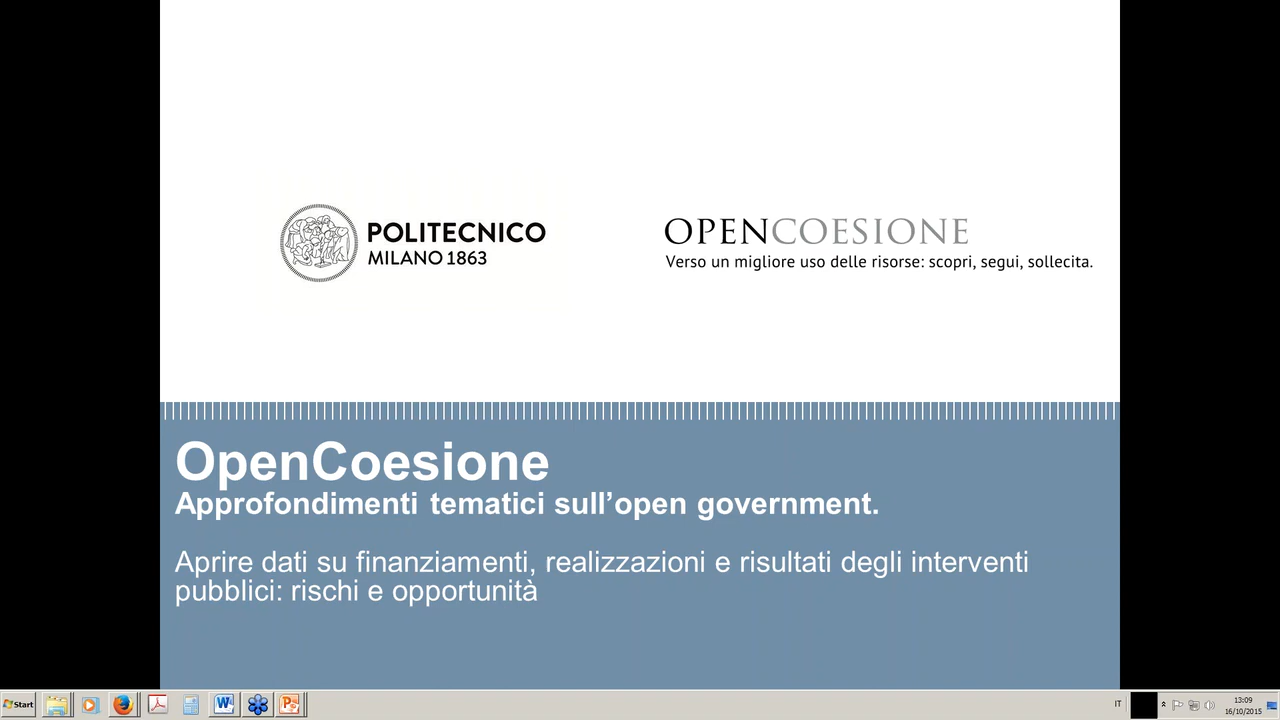 POLITECNICO
MILANO 1863
OPENCOESIONE
Verso un migliore uso delle risorse: scopri, segui, sollecita.
OpenCoesione
Approfondimenti tematici sull’open government.
Aprire dati su finanziamenti, realizzazioni e risultati degli interventi
pubblici: rischi e opportunità
Start
IT
13:09
16/10/2015